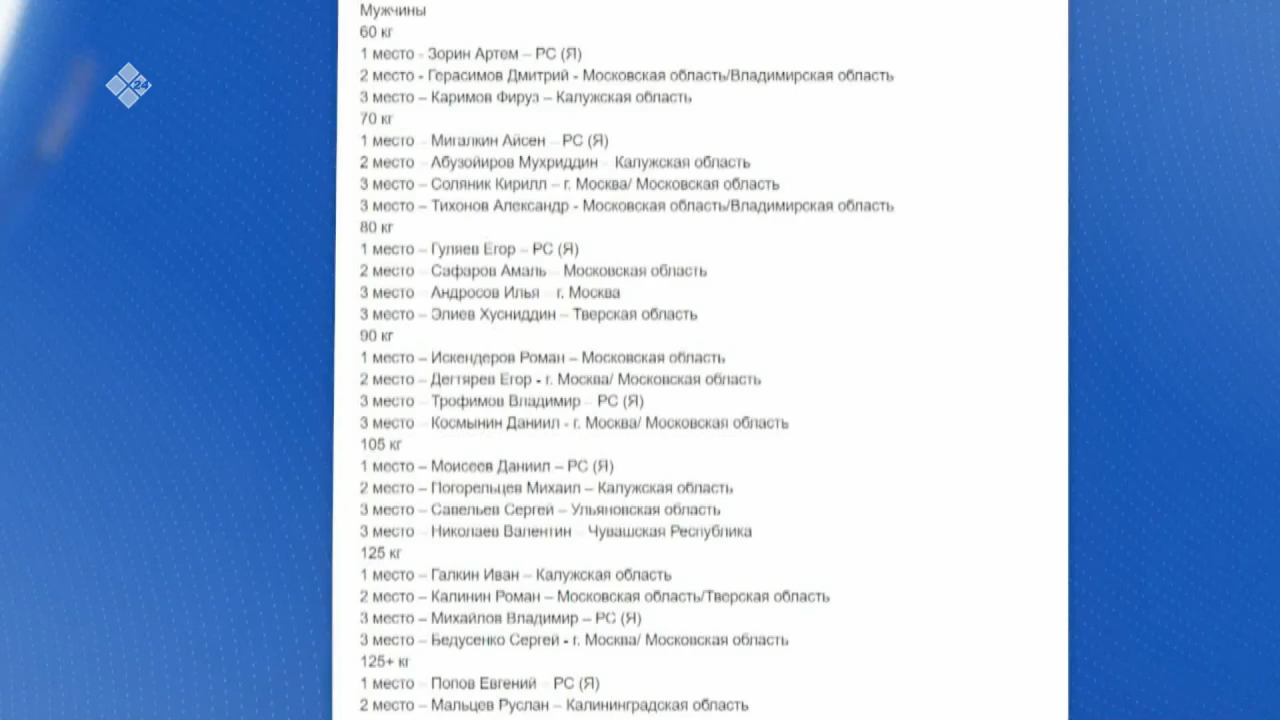 Мужчины
60 кг
1 место - Зорин Артем – РС (Я)
2 место - Герасимов Дмитрий - Московская область/Владимирская область
3 место – Каримов Фируз – Калужская область
70 кг
1 место – Мигалкин Айсен – РС (Я)
2 место – Абузойиров Мухриддин – Калужская область
3 место – Соляник Кирилл – г. Москва/ Московская область
3 место – Тихонов Александр - Московская область/Владимирская область
80 кг
1 место – Гуляев Егор – РС (Я)
2 место – Сафаров Амаль – Московская область
3 место – Андросов Илья – г. Москва
3 место – Элиев Хусниддин – Тверская область
90 кг
1 место – Искендеров Роман – Московская область
2 место – Дегтярев Егор - г. Москва/ Московская область
3 место – Трофимов Владимир – РС (Я)
3 место – Космынин Даниил - г. Москва/ Московская область
105 кг
1 место – Моисеев Даниил – РС (Я)
2 место – Погорельцев Михаил – Калужская область
3 место – Савельев Сергей – Ульяновская область
3 место – Николаев Валентин – Чувашская Республика
125 кг
1 место – Галкин Иван – Калужская область
2 место – Калинин Роман – Московская область/Тверская область
3 место – Михайлов Владимир – РС (Я)
3 место – Бедусенко Сергей - г. Москва/ Московская область
125+ кг
1 место – Попов Евгений – РС (Я)
2 место – Мальцев Руслан – Калининградская область
24